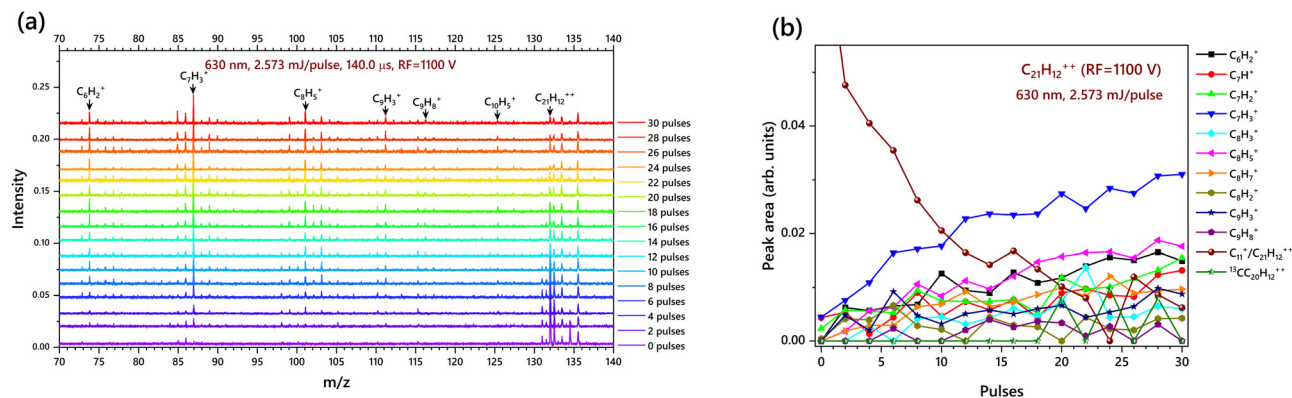 (a)
70 75 80 85 90 95 100 105 110 115 120 125 130 135 140
630 nm, 2.573 mJ/pulse, 140.0 μs, RF=1100 V
C₆H₂⁺
C₇H₃⁺
C₈H₅⁺
C₉H₃⁺
C₉H₈⁺
C₁₀H₅⁺
C₂₁H₁₂⁺⁺
0.25
0.20
0.15
0.10
0.05
0.00
Intensity
30 pulses
28 pulses
26 pulses
24 pulses
22 pulses
20 pulses
18 pulses
16 pulses
14 pulses
12 pulses
10 pulses
8 pulses
6 pulses
4 pulses
2 pulses
0 pulses
70 75 80 85 90 95 100 105 110 115 120 125 130 135 140
m/z
(b)
C₂₁H₁₂⁺⁺ (RF=1100 V)
630 nm, 2.573 mJ/pulse
0.04
0.02
0.00
Peak area (arb. units)
0 5 10 15 20 25 30
Pulses
C₆H₂⁺
C₇H⁺
C₇H₂⁺
C₇H₃⁺
C₈H₃⁺
C₈H₅⁺
C₈H₇⁺
C₉H₂⁺
C₉H₃⁺
C₉H₈⁺
C₁₁⁺/C₂₁H₁₂⁺⁺
¹³CC₂₀H₁₂⁺⁺